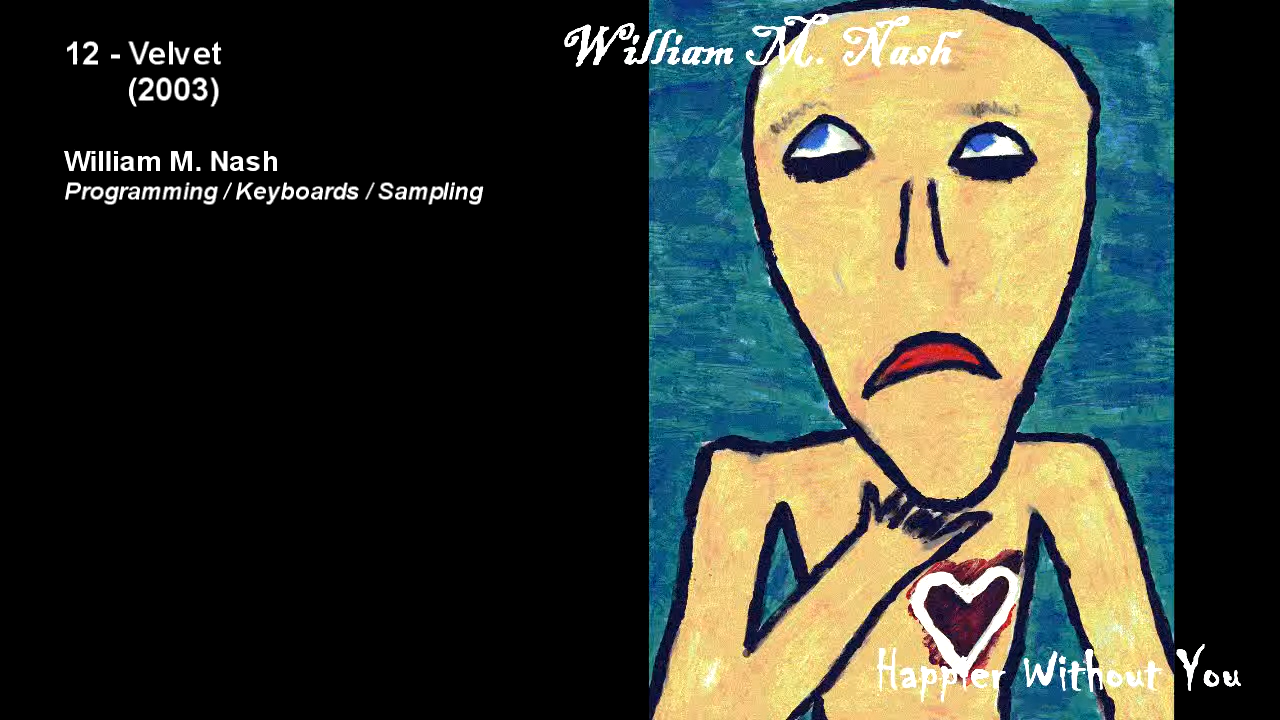 12 - Velvet
(2003)
William M. Nash
Programming / Keyboards / Sampling
William M. Nash
Happier Without You